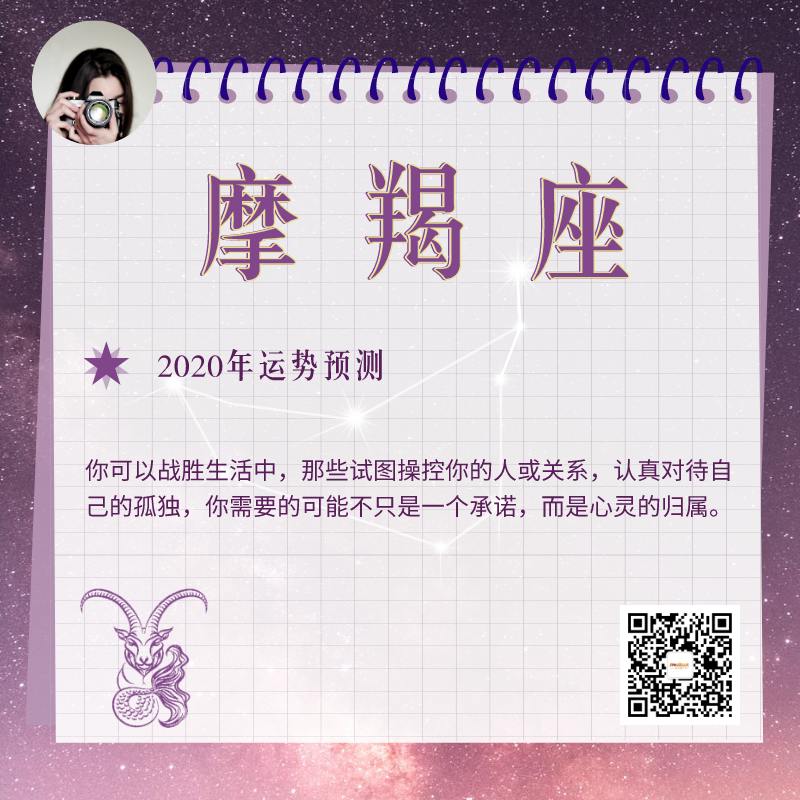 摩羯座
2020年运势预测
你可以战胜生活中，那些试图操控你的人或关系，认真对待自
己的孤独，你需要的可能不只是一个承诺，而是心灵的归属。